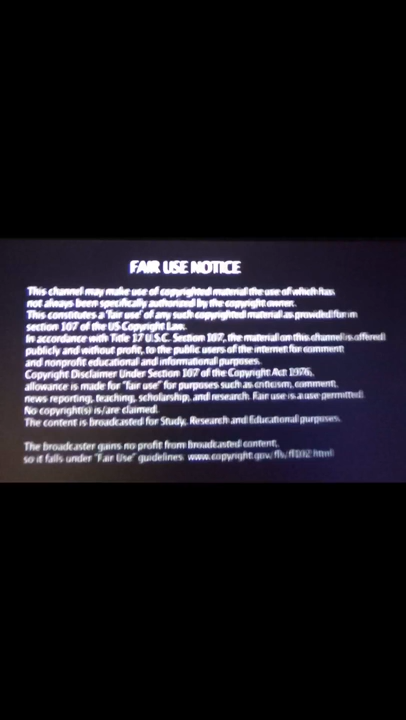 FAIR USE NOTICE
This channel may make use of copyrighted material the use of which has
not always been specifically authorized by the copyright owner.
This constitutes a 'fair use' of any such copyrighted material as provided for in
section 107 of the US Copyright Law.
In accordance with Title 17 U.S.C. Section 107, the material on this channel is offered
publicly and without profit, to the public users of the internet for comment
and nonprofit educational and informational purposes.
Copyright Disclaimer Under Section 107 of the Copyright Act 1976,
allowance is made for "fair use" for purposes such as criticism, comment,
news reporting, teaching, scholarship, and research. Fair use is a use permitted
No copyright(s) is/are claimed.
The content is broadcasted for Study, Research and Educational purposes.
The broadcaster gains no profit from broadcasted content,
so it falls under "Fair Use" guidelines. www.copyright.gov/fls/fl102.html